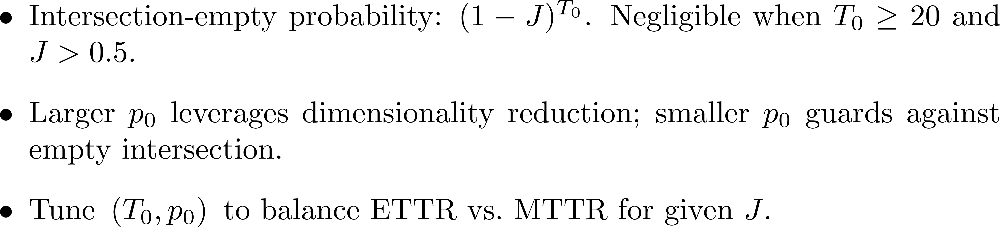 • Intersection-empty probability: $(1 - J)^{T_0}$. Negligible when $T_0 \geq 20$ and
$J > 0.5$.
• Larger $p_0$ leverages dimensionality reduction; smaller $p_0$ guards against
empty intersection.
• Tune $(T_0, p_0)$ to balance ETTR vs. MTTR for given $J$.